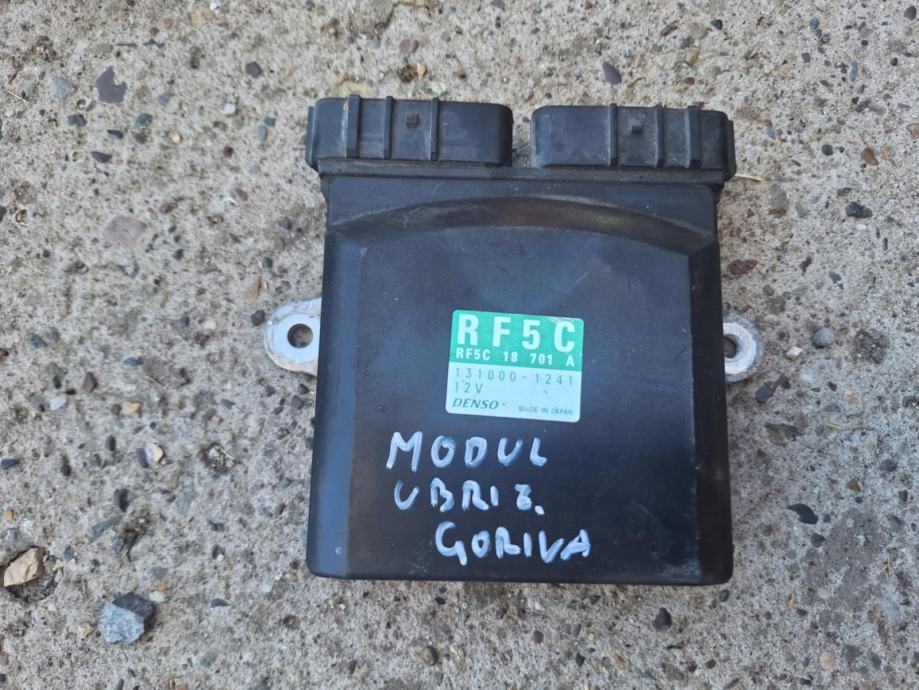 RF5C
RF5C 18 701 A
131000-1241
12V
DENSO MADE IN JAPAN
MODUL
UBRIZ.
GORIVA